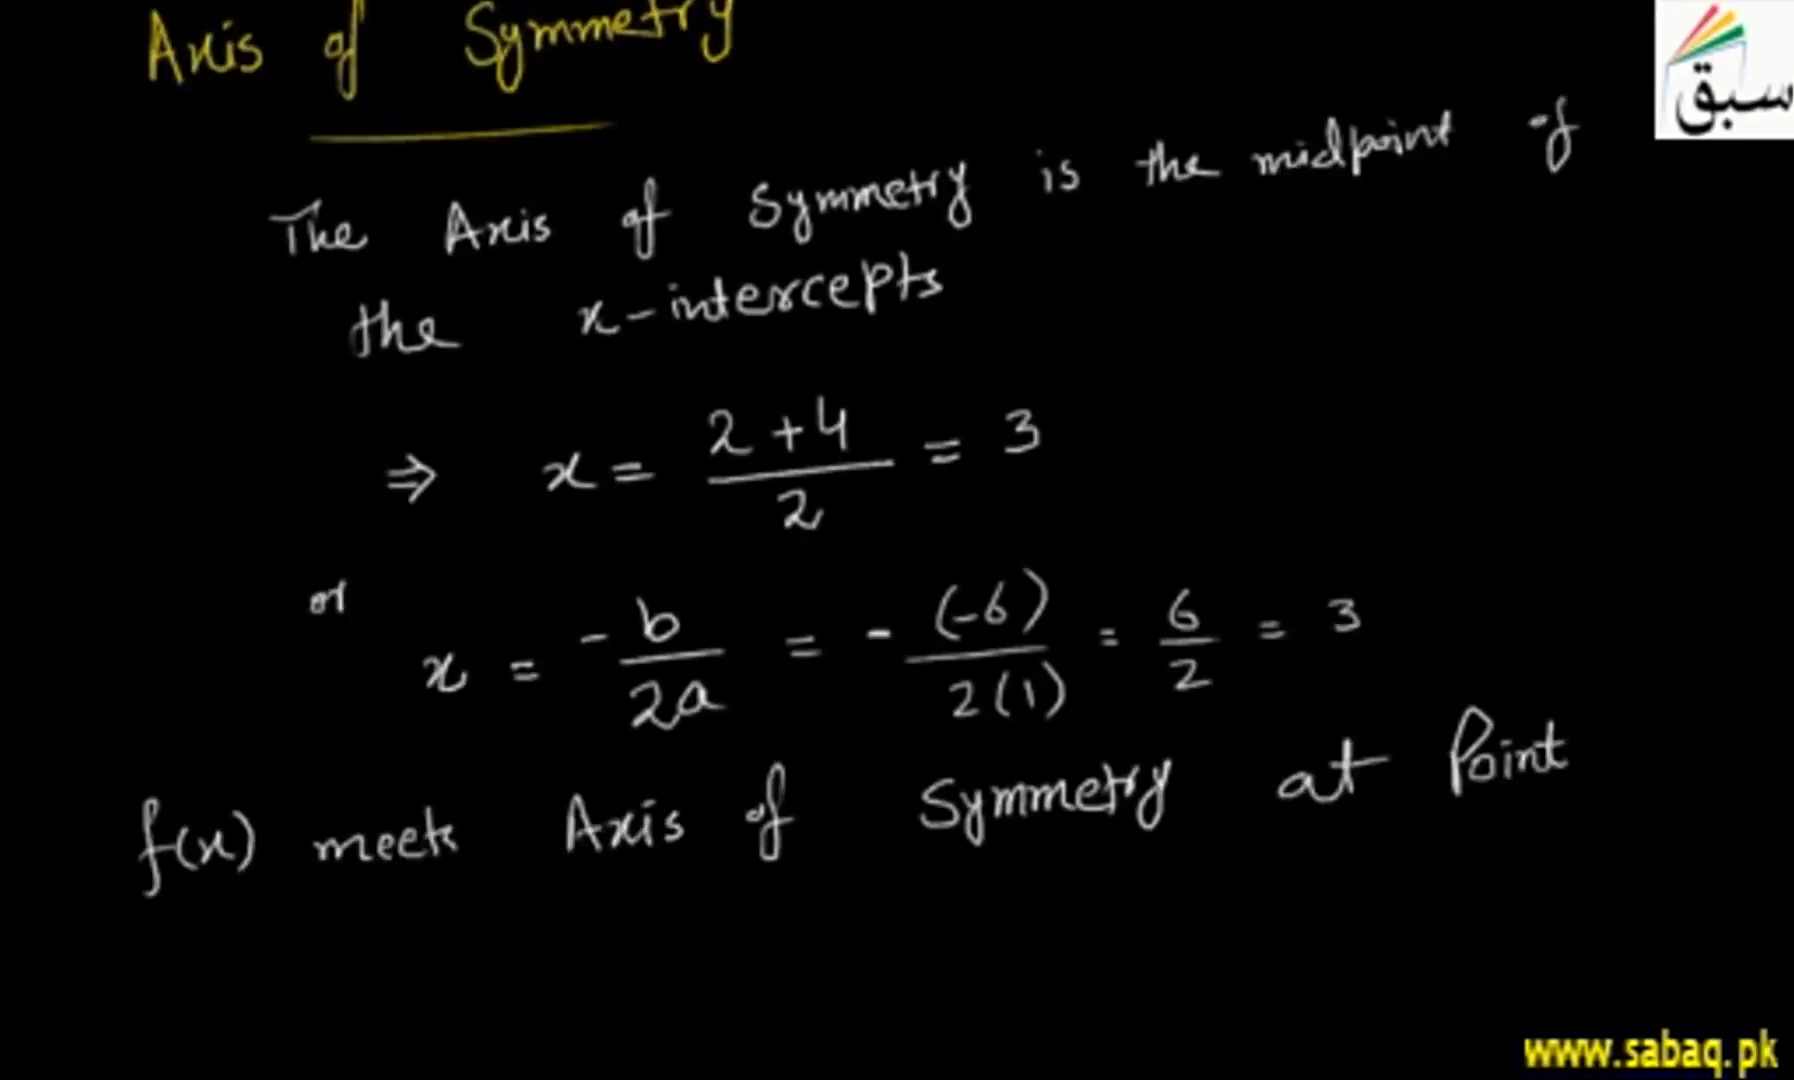 Axis of Symmetry
سبق
The Axis of Symmetry is the midpoint of
the x-intercepts
⇒ x = (2+4)/2 = 3
or
x = -b/2a = - (-6)/2(1) = 6/2 = 3
f(x) meets Axis of Symmetry at Point
www.sabaq.pk